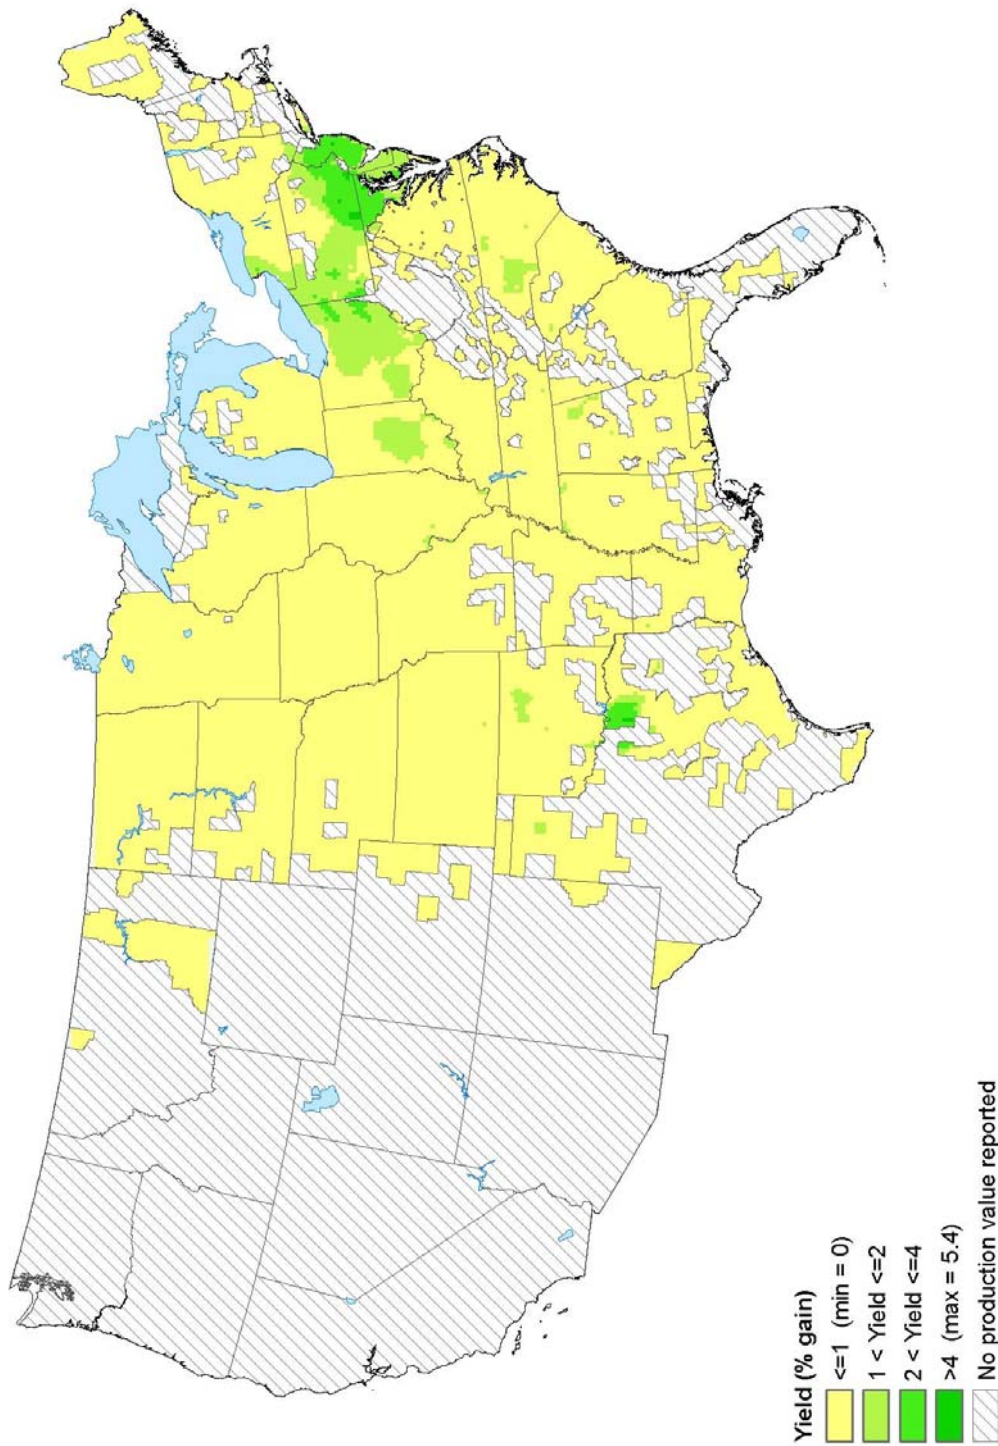 Yield (% gain)
<=1 (min = 0)
1 < Yield <=2
2 < Yield <=4
>4 (max = 5.4)
No production value reported